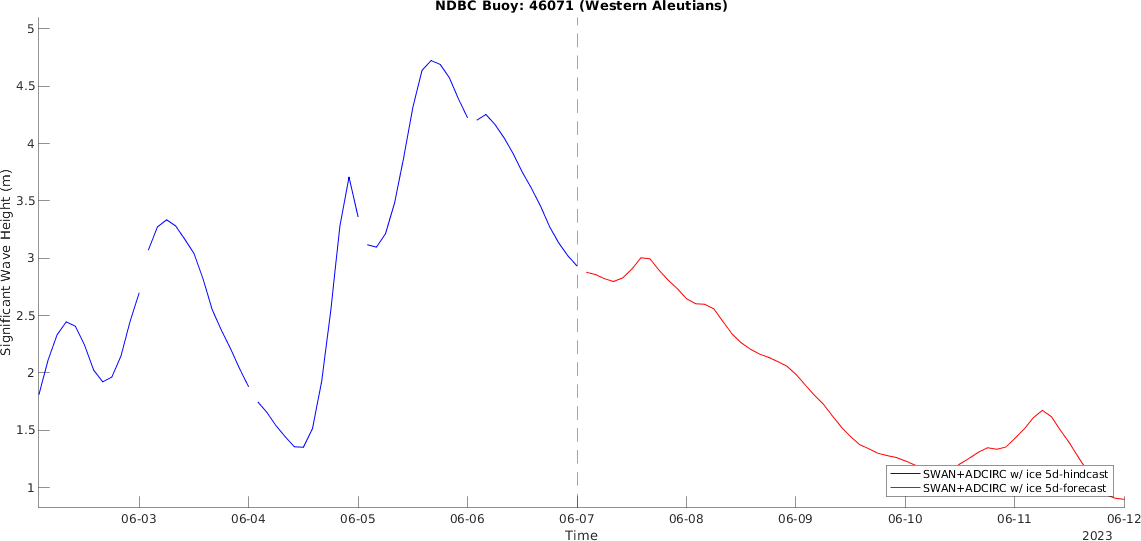 NDBC Buoy: 46071 (Western Aleutians)
5
4.5
4
3.5
3
2.5
2
1.5
1
Significant Wave Height (m)
SWAN+ADCIRC w/ ice 5d-hindcast
SWAN+ADCIRC w/ ice 5d-forecast
06-03 06-04 06-05 06-06 06-07 06-08 06-09 06-10 06-11 06-12
Time
2023